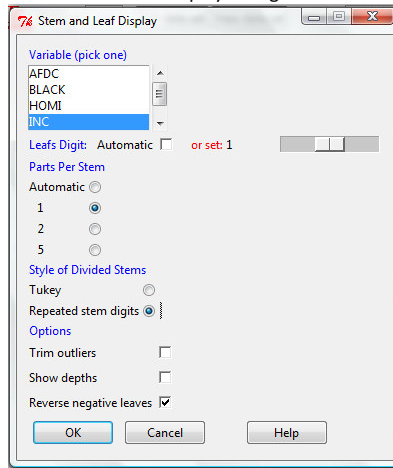 Stem and Leaf Display
Variable (pick one)
AFDC
BLACK
HOMI
INC
Leafs Digit: Automatic or set: 1
Parts Per Stem
Automatic
1
2
5
Style of Divided Stems
Tukey
Repeated stem digits
Options
Trim outliers
Show depths
Reverse negative leaves
OK Cancel Help